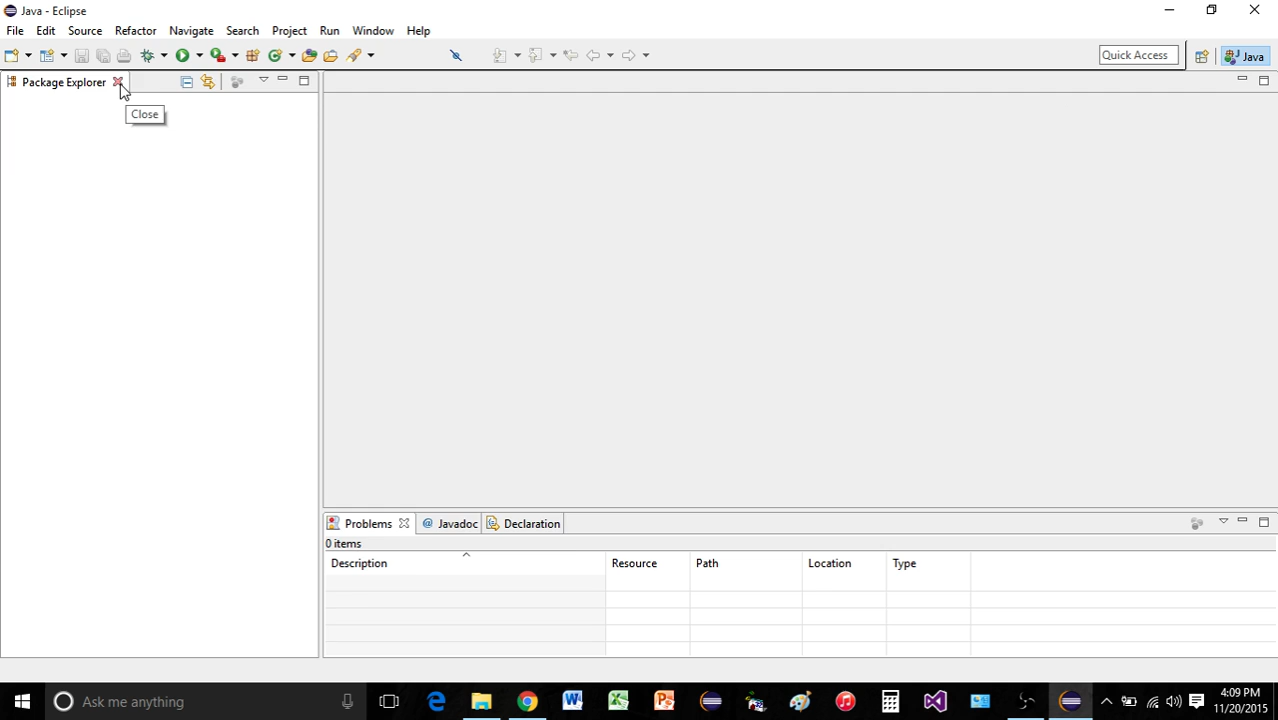 Java - Eclipse
File Edit Source Refactor Navigate Search Project Run Window Help
Quick Access Java
Package Explorer
Close
Problems @ Javadoc Declaration
0 items
Description Resource Path Location Type
Ask me anything
4:09 PM
11/20/2015